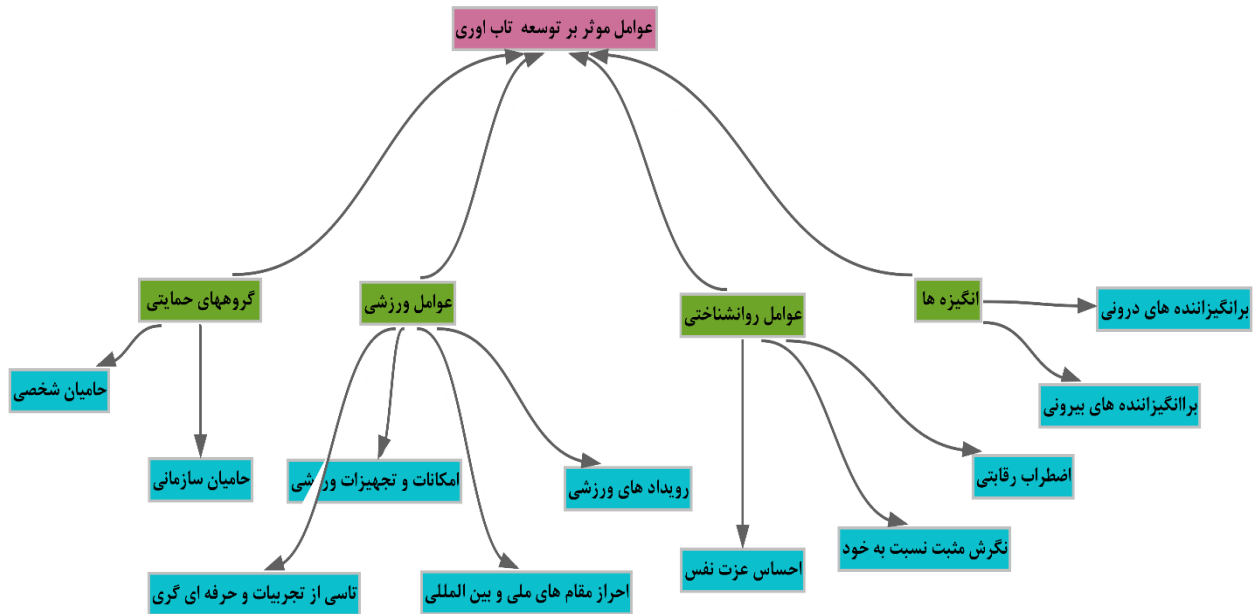 عوامل موثر بر توسعه تاب اوری
انگیزه ها
عوامل روانشناختی
عوامل ورزشی
گروههای حمایتی
برانگیزاننده های درونی
براانگیزاننده های بیرونی
اضطراب رقابتی
نگرش مثبت نسبت به خود
احساس عزت نفس
رویداد های ورزشی
احراز مقام های ملی و بین المللی
امکانات و تجهیزات ورزشی
تاسی از تجربیات و حرفه ای گری
حامیان سازمانی
حامیان شخصی